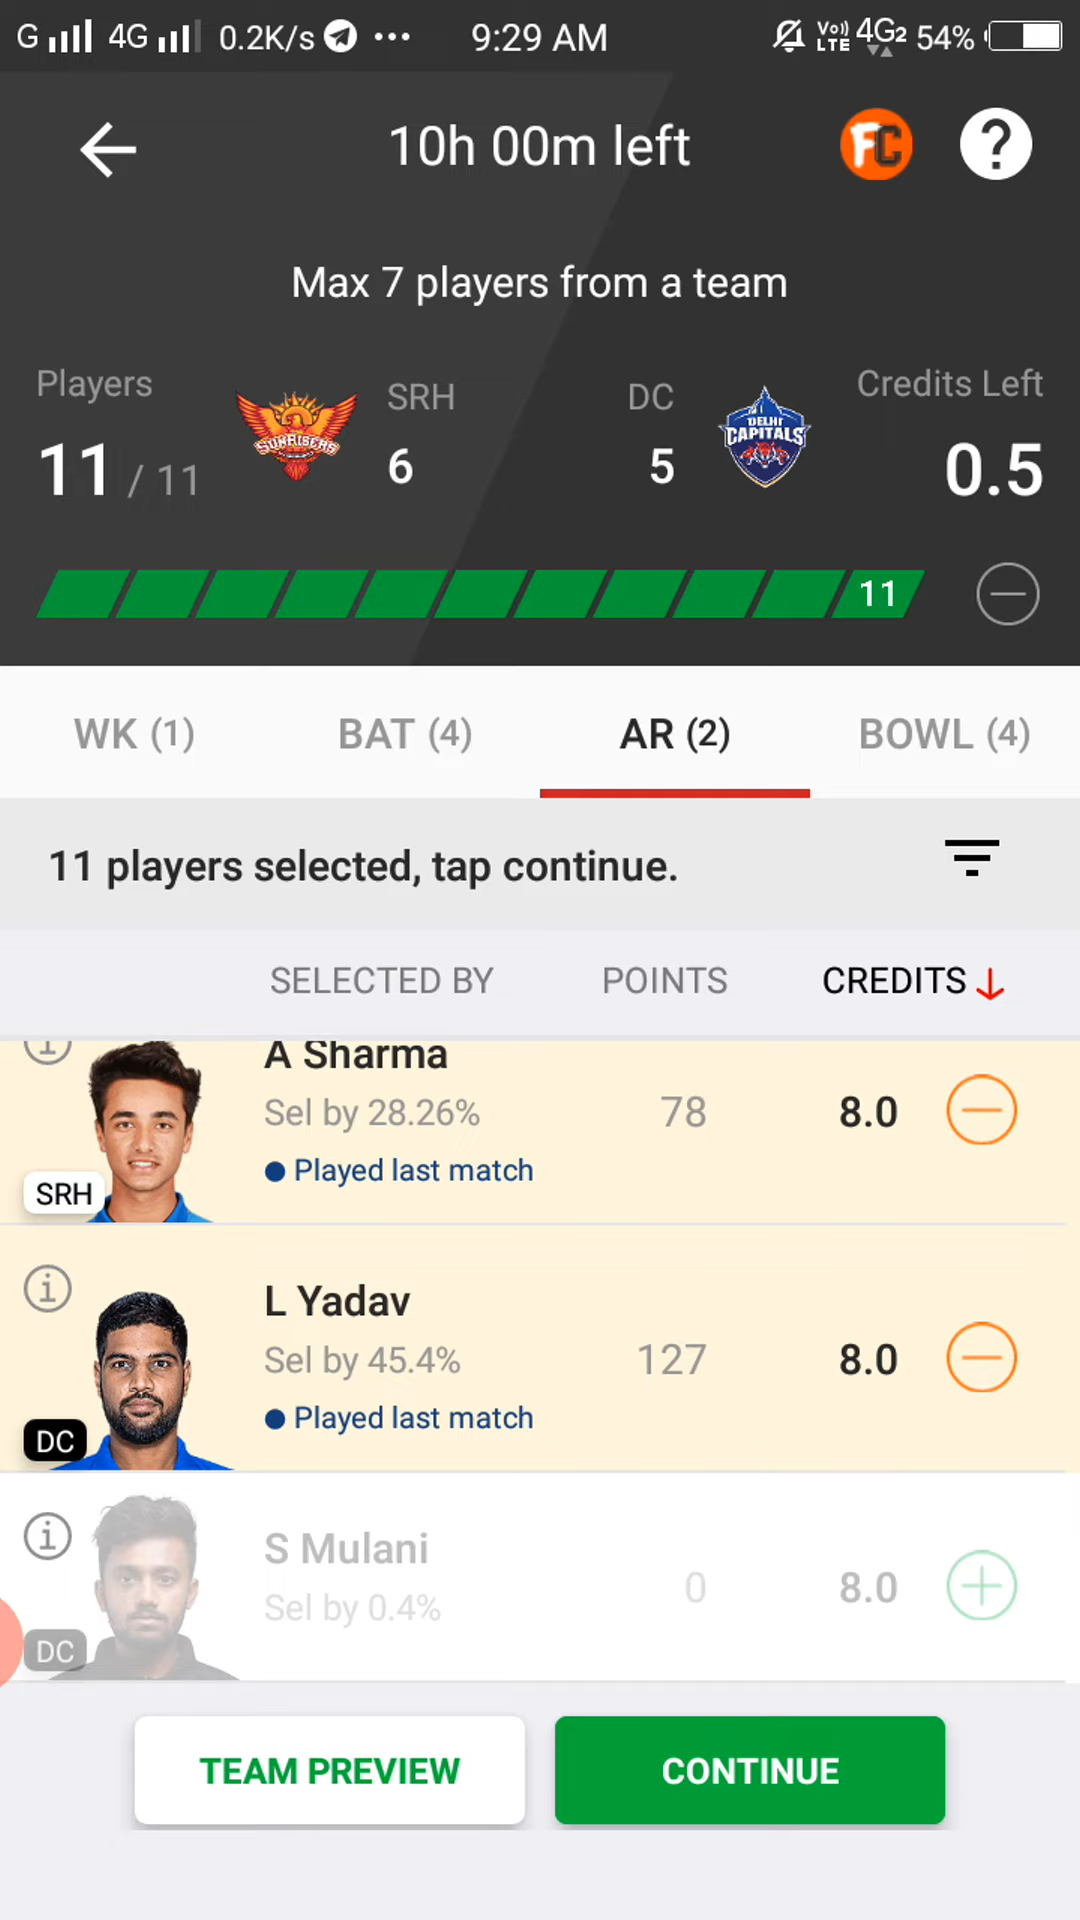 G 4G 0.2K/s ••• 9:29 AM Vo)) LTE 4G2 54%
10h 00m left FC ?
Max 7 players from a team
Players SRH DC Credits Left
11 / 11 SUNRISERS 6 5 DELHI CAPITALS 0.5
11
WK (1) BAT (4) AR (2) BOWL (4)
11 players selected, tap continue.
SELECTED BY POINTS CREDITS
A Sharma
Sel by 28.26% 78 8.0
Played last match
SRH
L Yadav
Sel by 45.4% 127 8.0
Played last match
DC
S Mulani
Sel by 0.4% 0 8.0
DC
TEAM PREVIEW CONTINUE